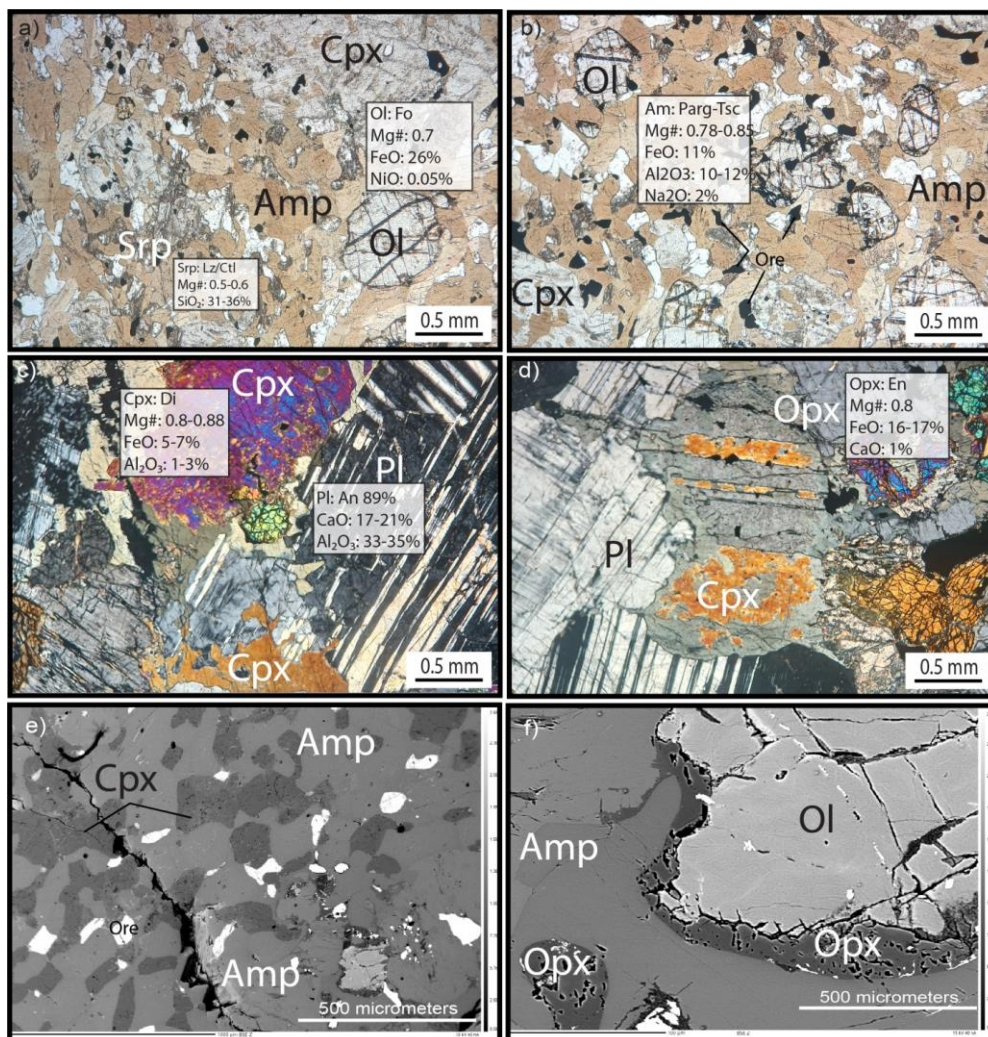 a)
Cpx
Ol: Fo
Mg#: 0.7
FeO: 26%
NiO: 0.05%
Amp
Srp
Ol
Srp: Lz/Ctl
Mg#: 0.5-0.6
SiO₂: 31-36%
0.5 mm
b)
Ol
Am: Parg-Tsc
Mg#: 0.78-0.85
FeO: 11%
Al2O3: 10-12%
Na2O: 2%
Amp
Ore
Cpx
0.5 mm
c)
Cpx
Cpx: Di
Mg#: 0.8-0.88
FeO: 5-7%
Al₂O₃: 1-3%
Pl
Pl: An 89%
CaO: 17-21%
Al₂O₃: 33-35%
Cpx
0.5 mm
d)
Opx
Opx: En
Mg#: 0.8
FeO: 16-17%
CaO: 1%
Pl
Cpx
0.5 mm
e)
Amp
Cpx
Ore
Amp
500 micrometers
f)
Ol
Amp
Opx
Opx
500 micrometers